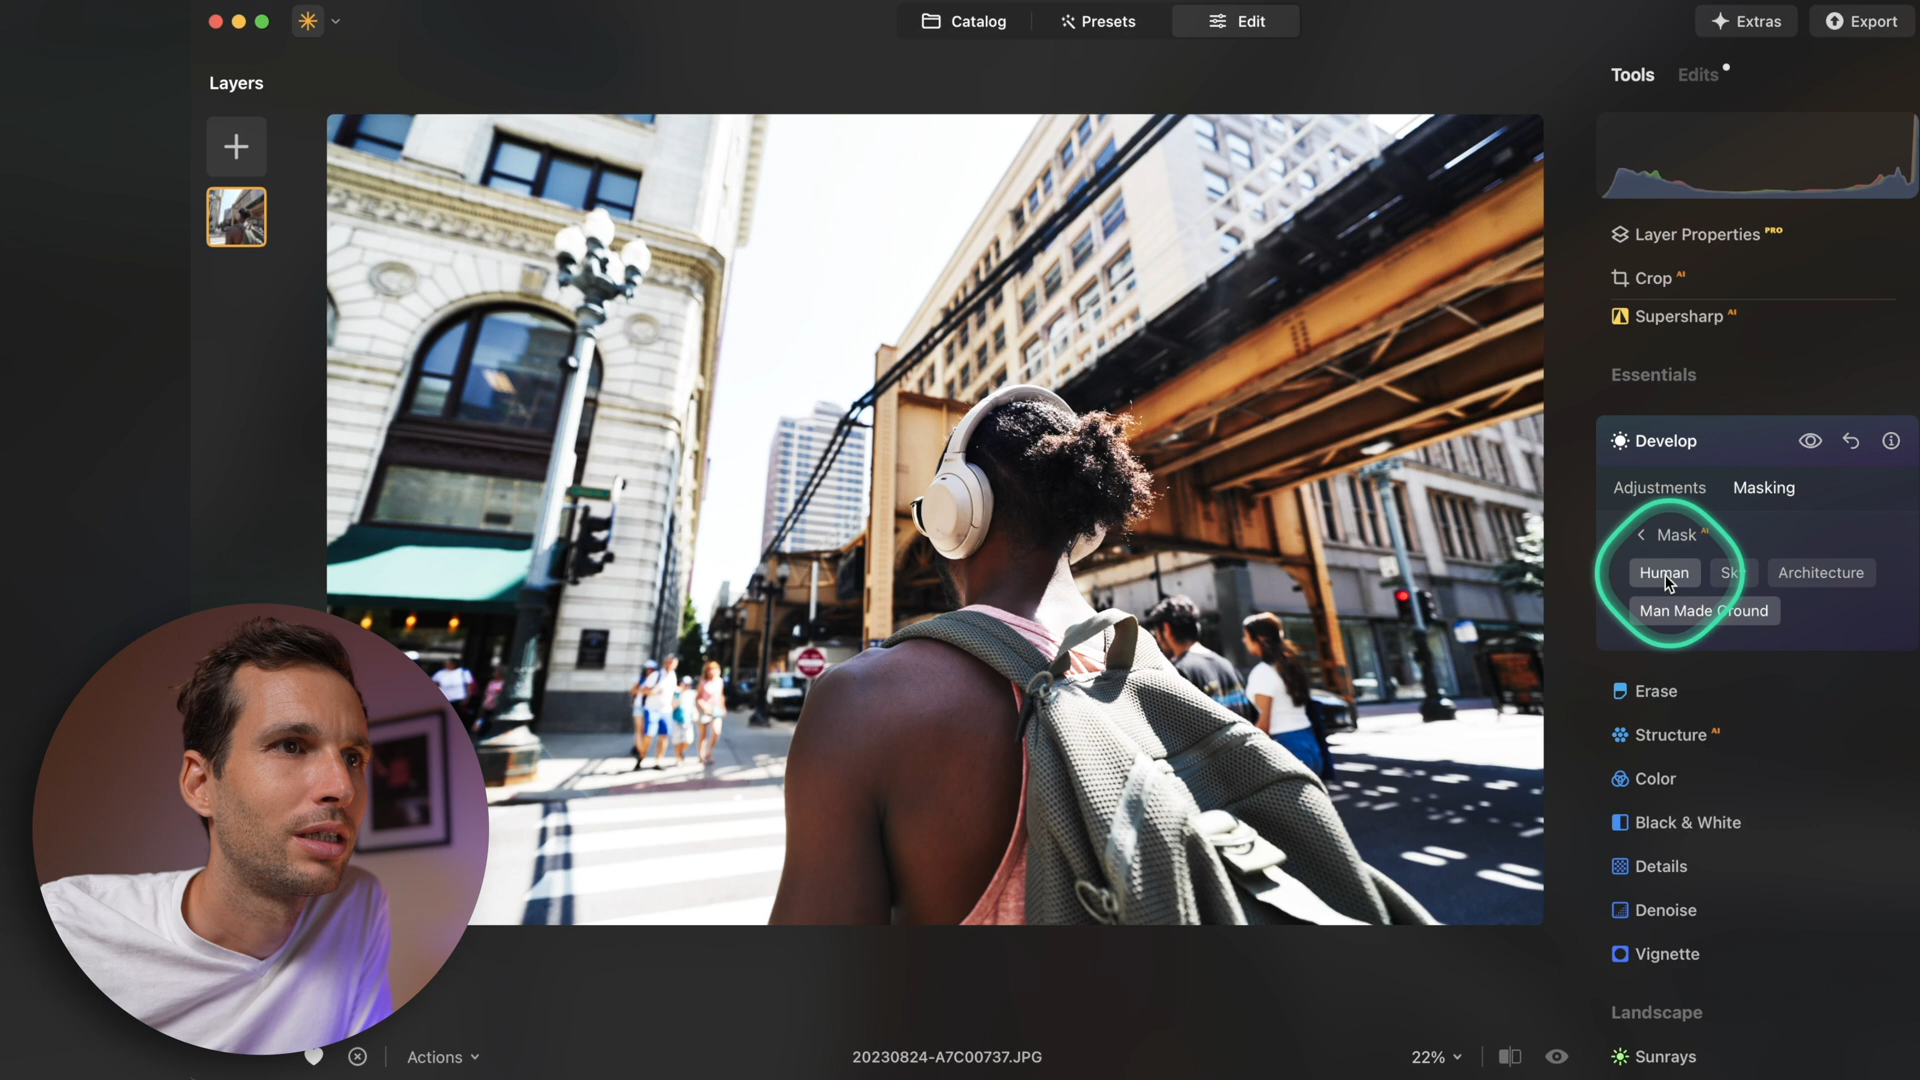 Catalog
Presets
Edit
Extras
Export
Layers
Tools
Edits
Layer Properties PRO
Crop AI
Supersharp AI
Essentials
Develop
Adjustments
Masking
Mask AI
Human
Sky
Architecture
Man Made Ground
Erase
Structure AI
Color
Black & White
Details
Denoise
Vignette
Landscape
Sunrays
Actions
20230824-A7C00737.JPG
22%